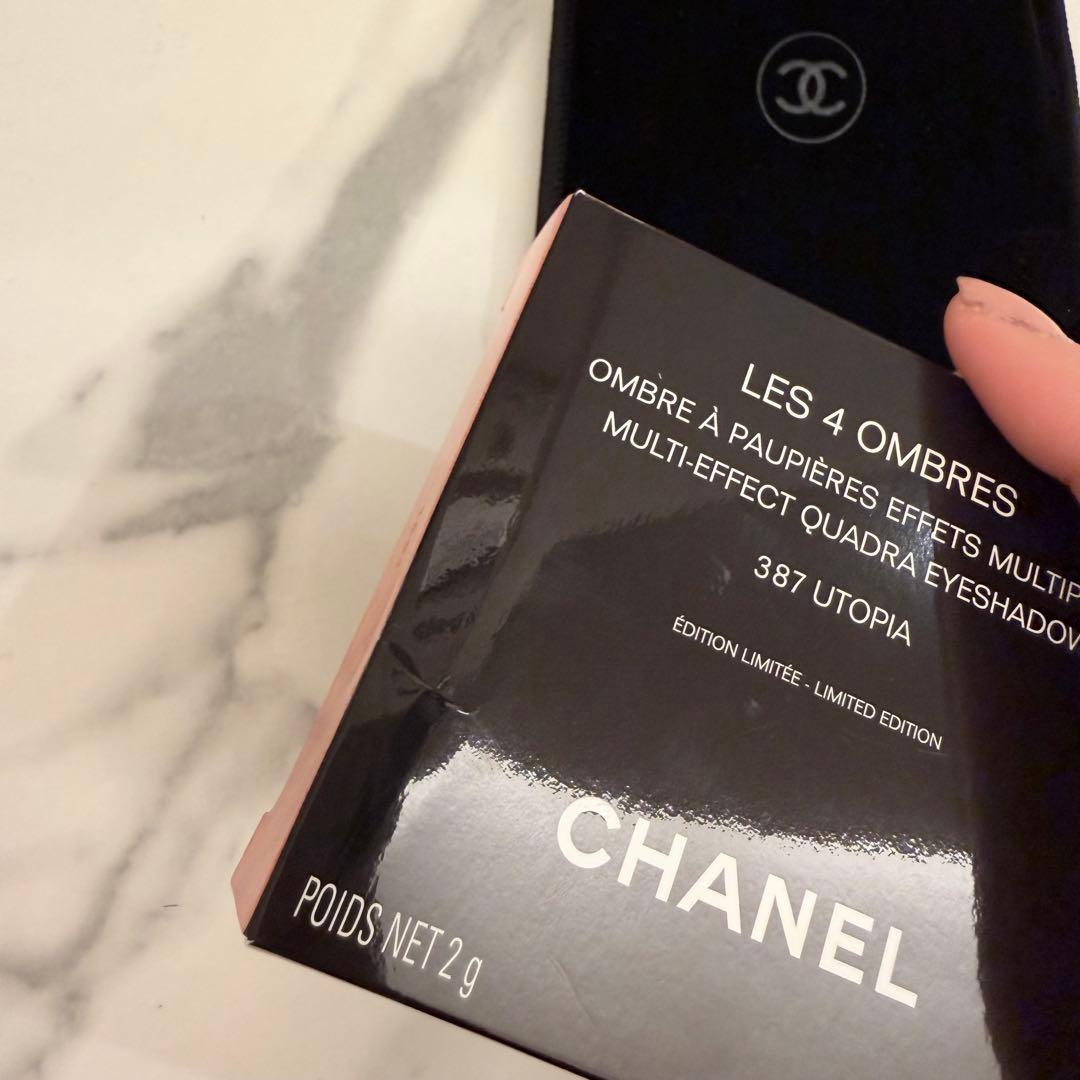 LES 4 OMBRES
OMBRE À PAUPIÈRES EFFETS MULTIP
MULTI-EFFECT QUADRA EYESHADOW
387 UTOPIA
ÉDITION LIMITÉE - LIMITED EDITION
CHANEL
POIDS NET 2 g